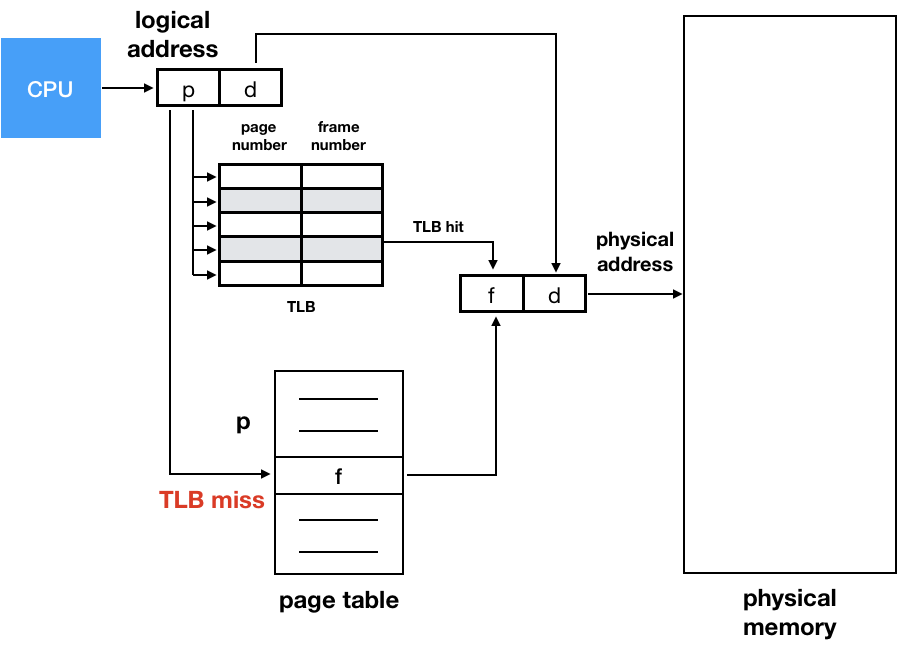 logical
address
CPU
p
d
page
number
frame
number
TLB hit
physical
address
f
d
TLB
p
f
TLB miss
page table
physical
memory